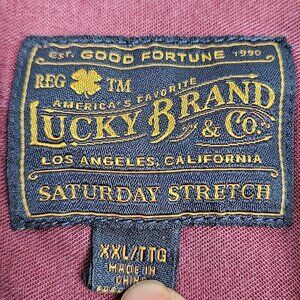 EST. GOOD FORTUNE 1990
REG TM
AMERICA'S FAVORITE
LUCKY BRAND
& CO.
LOS ANGELES, CALIFORNIA
SATURDAY STRETCH
XXL/TTG
MADE IN
CHINA